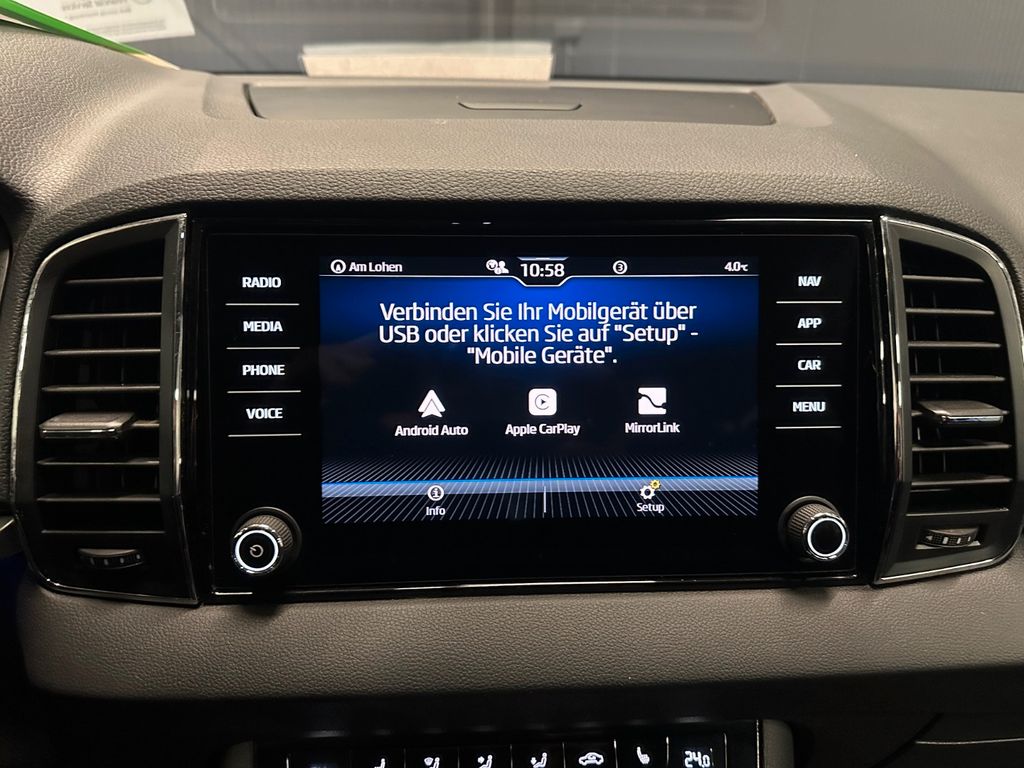 Am Lohen
10:58
3
4.0°C
RADIO
MEDIA
PHONE
VOICE
Verbinden Sie Ihr Mobilgerät über
USB oder klicken Sie auf "Setup" -
"Mobile Geräte".
Android Auto
Apple CarPlay
MirrorLink
Info
Setup
NAV
APP
CAR
MENU
24.0